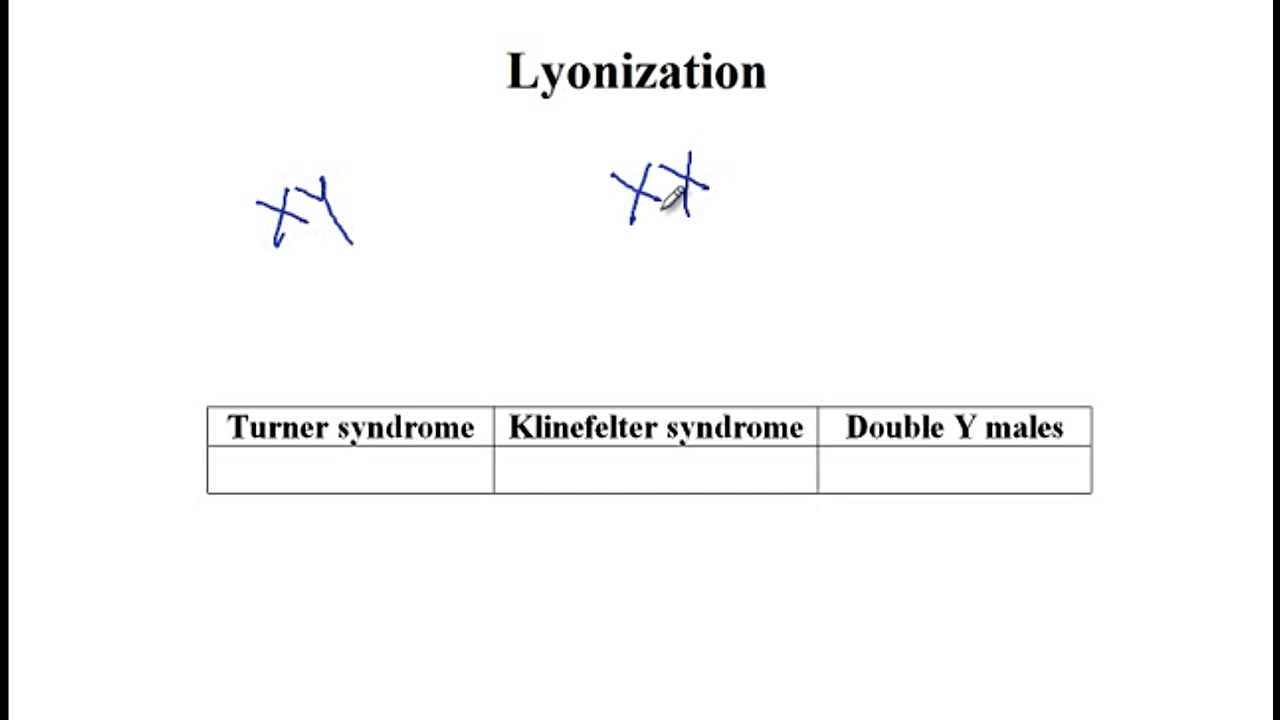 Lyonization
XY XX
Turner syndrome Klinefelter syndrome Double Y males